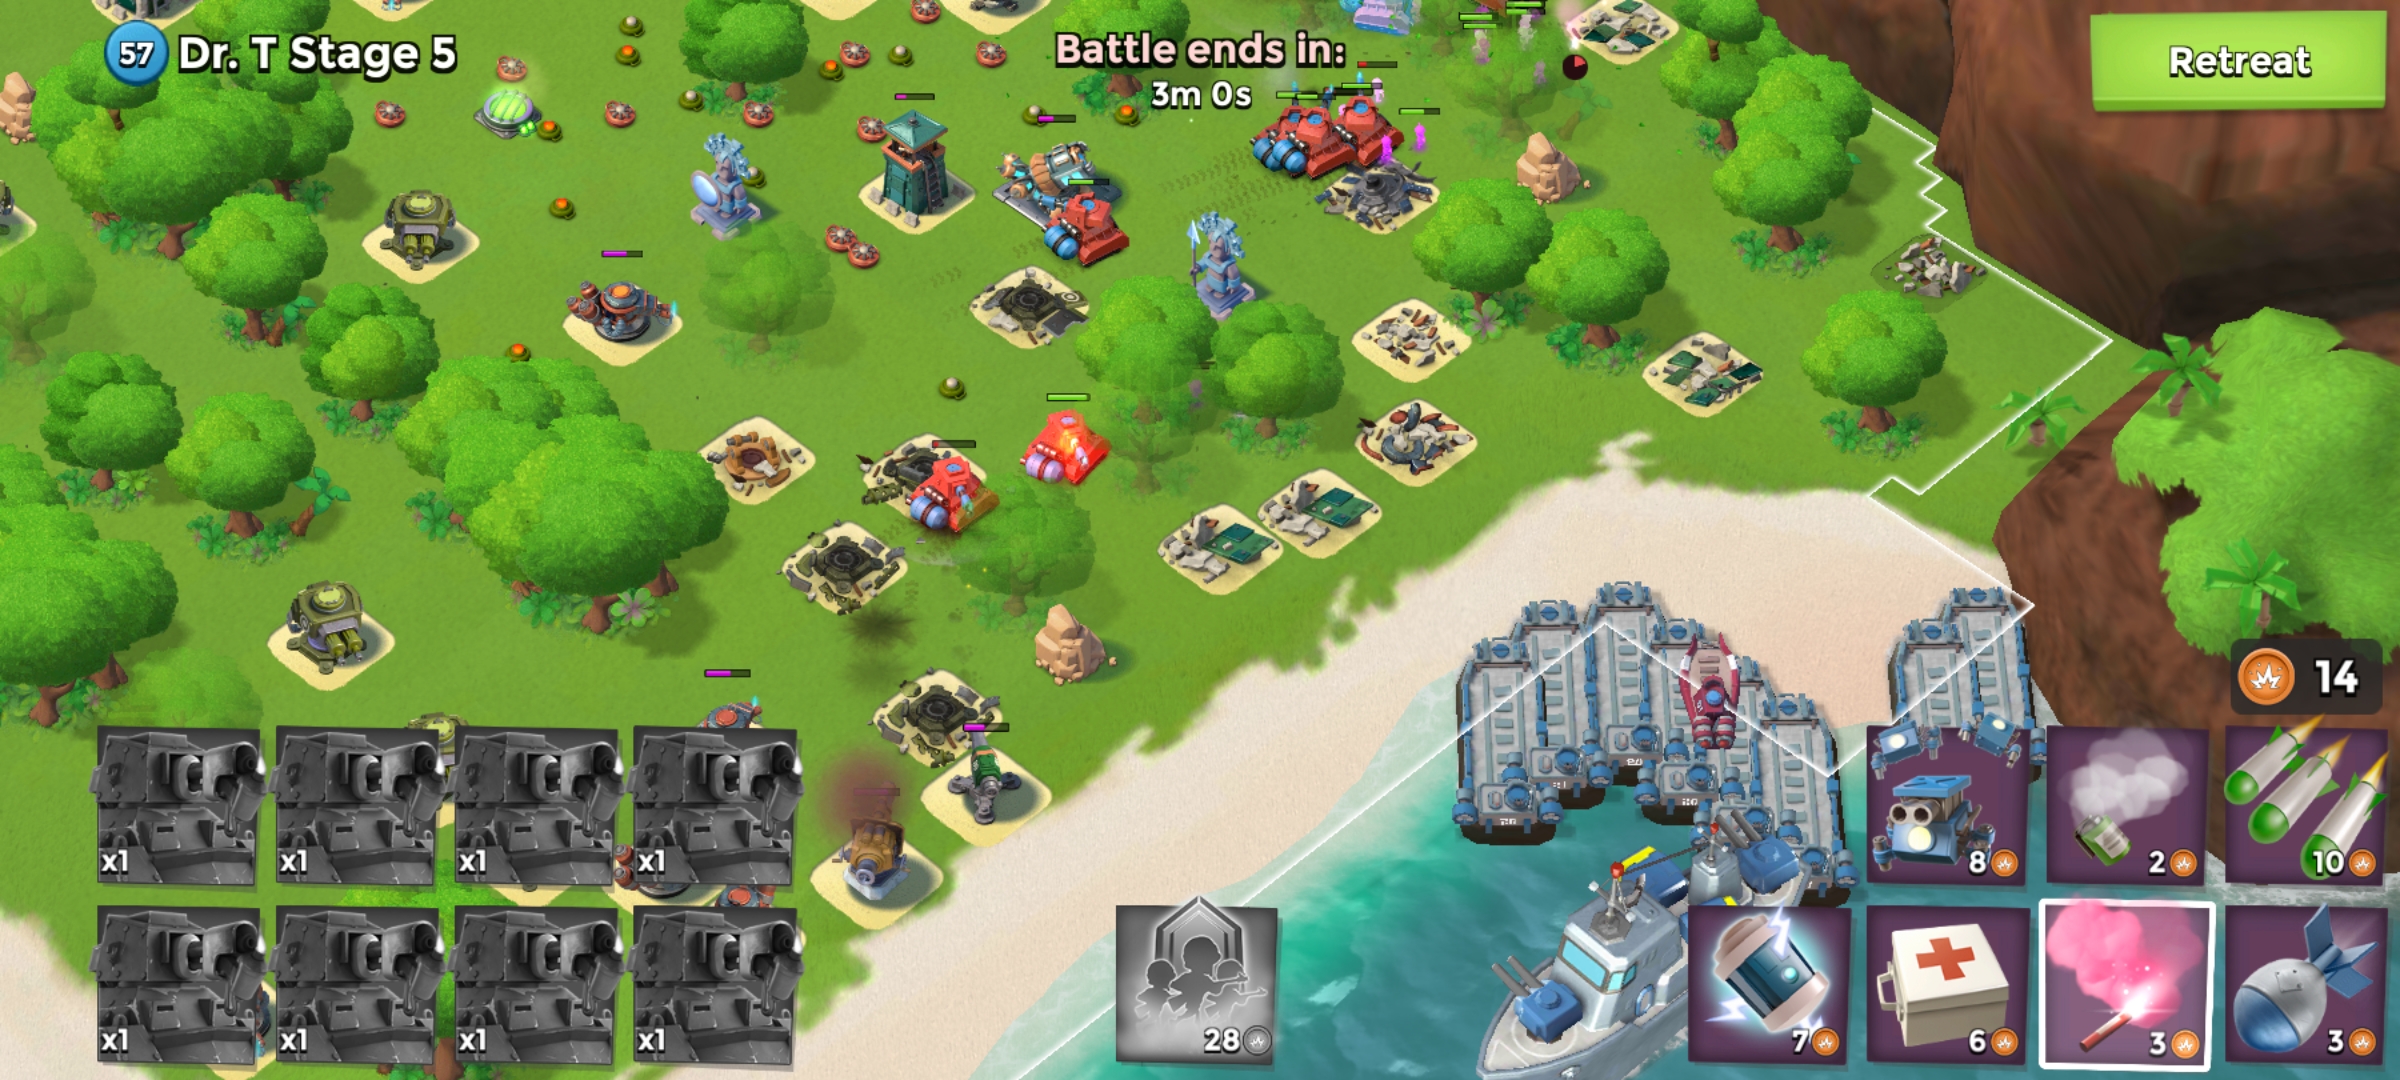 57 Dr. T Stage 5
Battle ends in:
3m 0s
Retreat
14
x1 x1 x1 x1
8 2 10
x1 x1 x1 x1
28 7 6 3 3